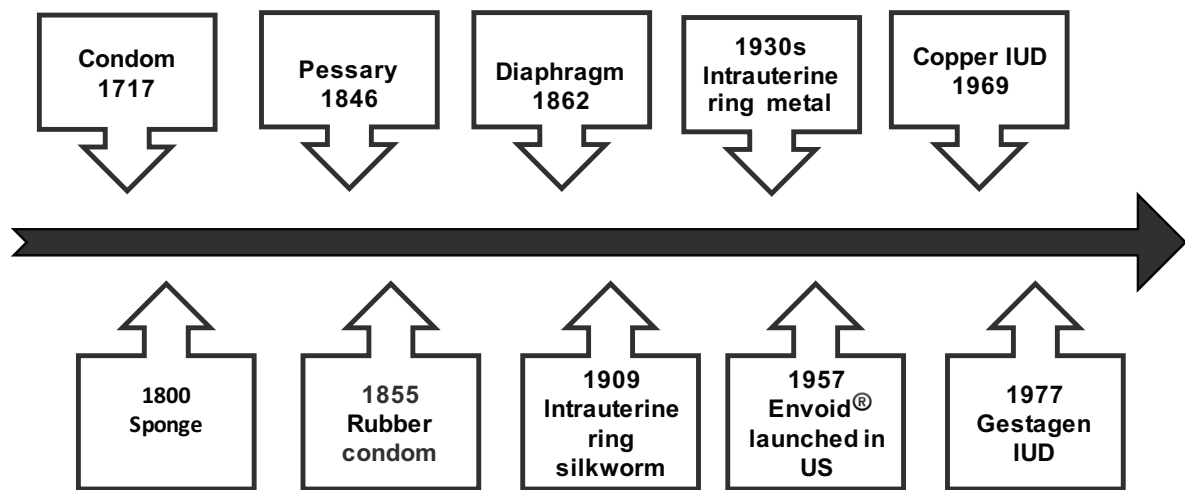 Condom
1717
Pessary
1846
Diaphragm
1862
1930s
Intrauterine
ring metal
Copper IUD
1969
1800
Sponge
1855
Rubber
condom
1909
Intrauterine
ring
silkworm
1957
Envoid®
launched in
US
1977
Gestagen
IUD